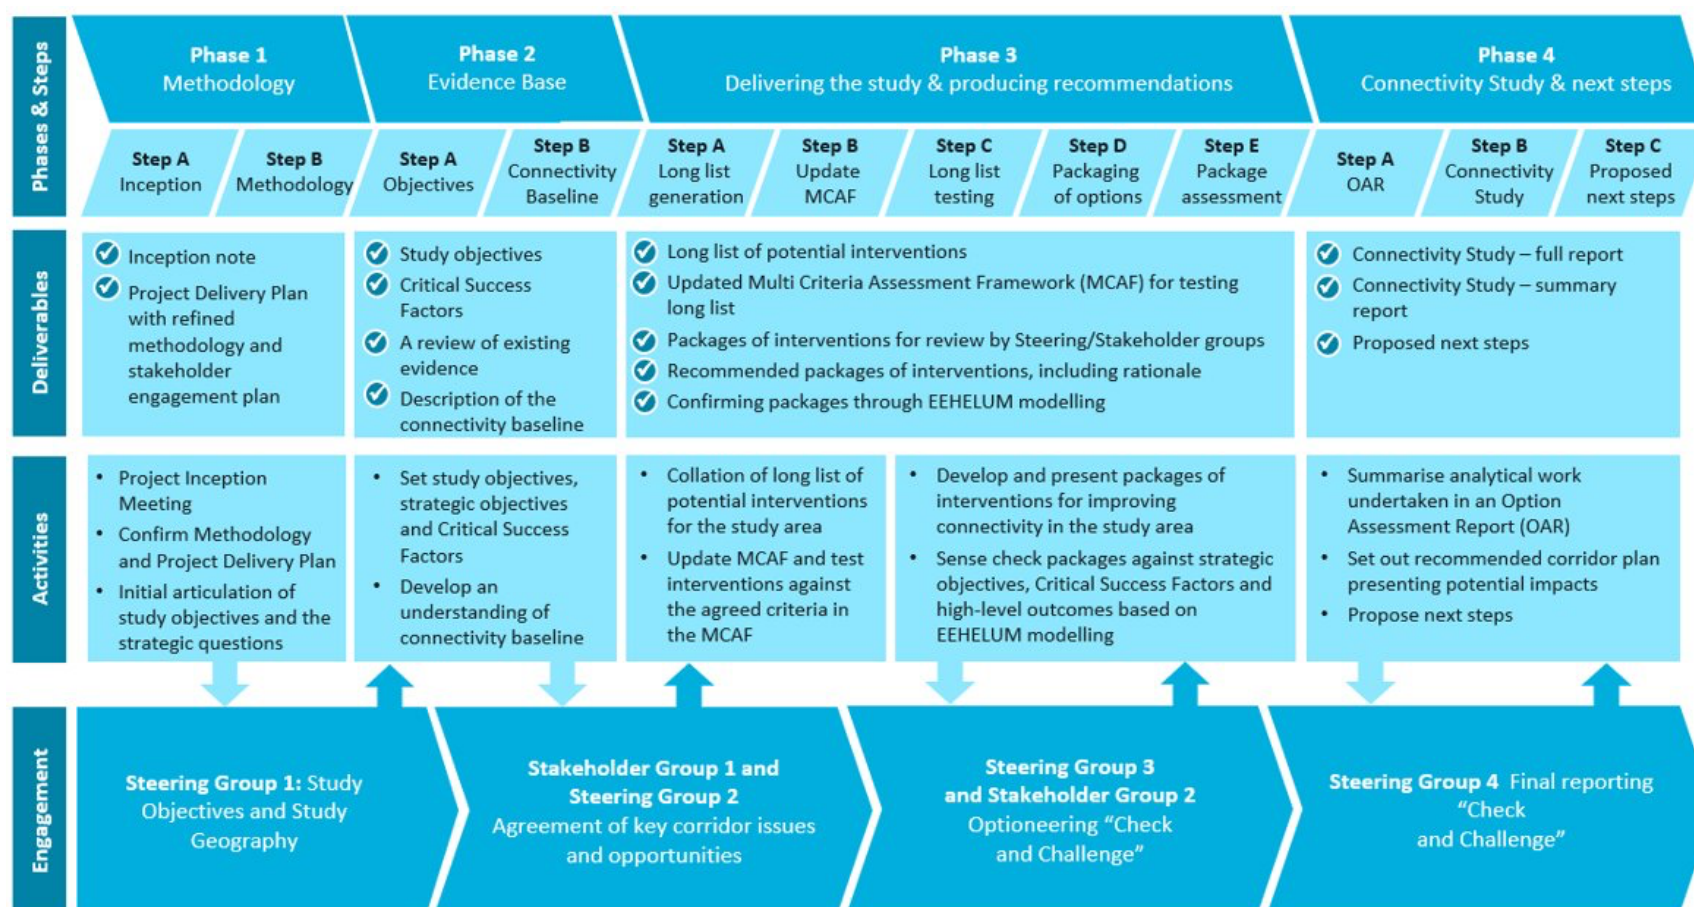 Phases & Steps
Phase 1
Methodology
Phase 2
Evidence Base
Phase 3
Delivering the study & producing recommendations
Phase 4
Connectivity Study & next steps
Step A
Inception
Step B
Methodology
Step A
Objectives
Step B
Connectivity
Baseline
Step A
Long list
generation
Step B
Update
MCAF
Step C
Long list
testing
Step D
Packaging
of options
Step E
Package
assessment
Step A
OAR
Step B
Connectivity
Study
Step C
Proposed
next steps
Deliverables
Inception note
Project Delivery Plan
with refined
methodology and
stakeholder
engagement plan
Study objectives
Critical Success
Factors
A review of existing
evidence
Description of the
connectivity baseline
Long list of potential interventions
Updated Multi Criteria Assessment Framework (MCAF) for testing
long list
Packages of interventions for review by Steering/Stakeholder groups
Recommended packages of interventions, including rationale
Confirming packages through EEHELUM modelling
Connectivity Study – full report
Connectivity Study – summary
report
Proposed next steps
Activities
• Project Inception
Meeting
• Confirm Methodology
and Project Delivery Plan
• Initial articulation of
study objectives and the
strategic questions
• Set study objectives,
strategic objectives
and Critical Success
Factors
• Develop an
understanding of
connectivity baseline
• Collation of long list of
potential interventions
for the study area
• Update MCAF and test
interventions against
the agreed criteria in
the MCAF
• Develop and present packages of
interventions for improving
connectivity in the study area
• Sense check packages against strategic
objectives, Critical Success Factors and
high-level outcomes based on
EEHELUM modelling
• Summarise analytical work
undertaken in an Option
Assessment Report (OAR)
• Set out recommended corridor plan
presenting potential impacts
• Propose next steps
Engagement
Steering Group 1: Study
Objectives and Study
Geography
Stakeholder Group 1 and
Steering Group 2
Agreement of key corridor issues
and opportunities
Steering Group 3
and Stakeholder Group 2
Optioneering “Check
and Challenge”
Steering Group 4 Final reporting
“Check
and Challenge”